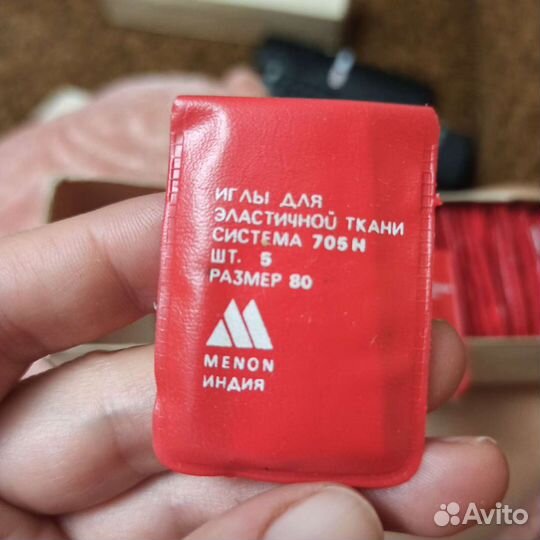 ИГЛЫ ДЛЯ
ЭЛАСТИЧНОЙ ТКАНИ
СИСТЕМА 705 H
ШТ. 5
РАЗМЕР 80
MENON
ИНДИЯ
Avito